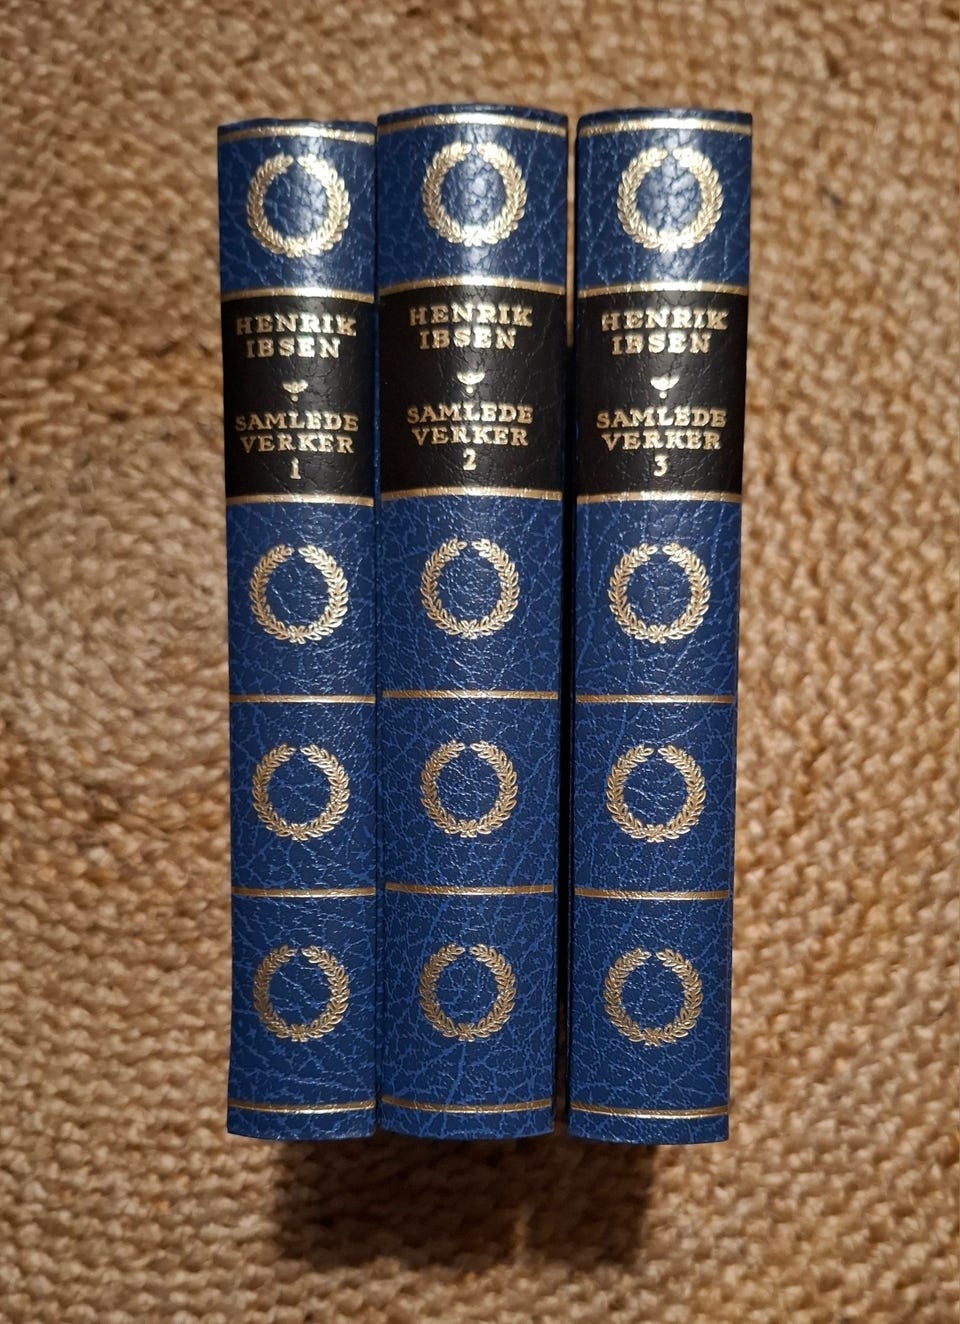 HENRIK
IBSEN
SAMLEDE
VERKER
1
HENRIK
IBSEN
SAMLEDE
VERKER
2
HENRIK
IBSEN
SAMLEDE
VERKER
3